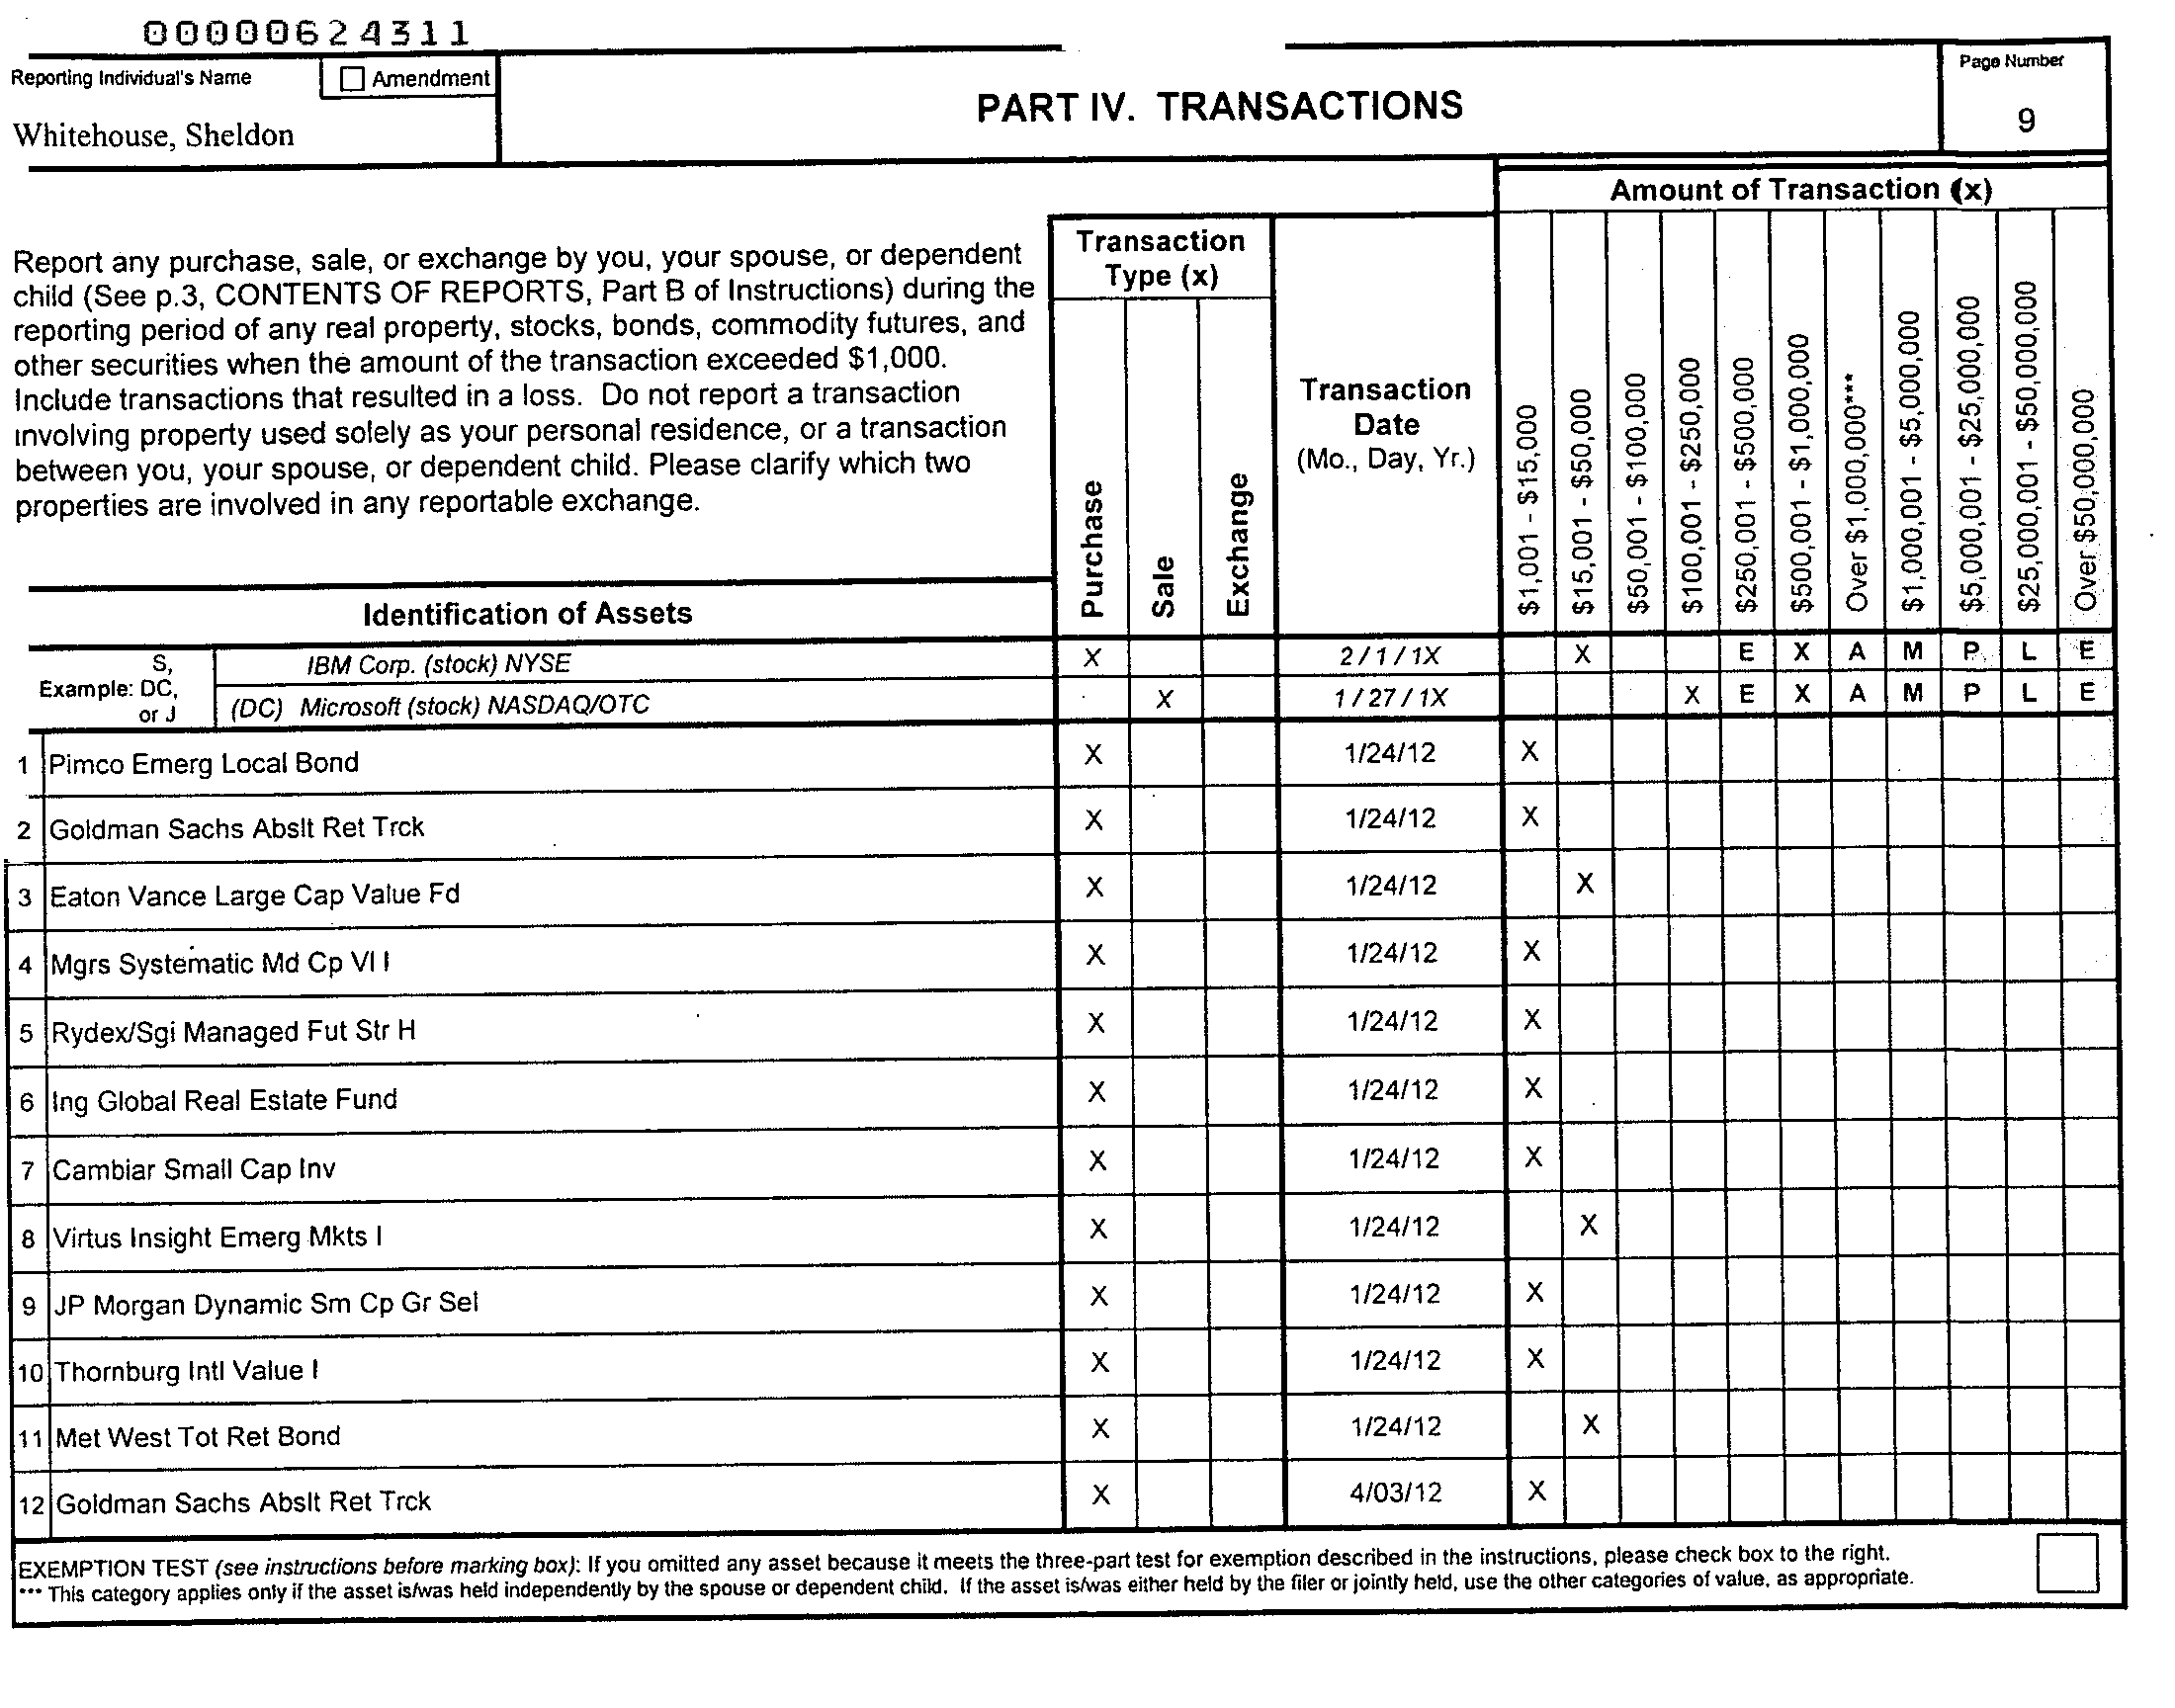 00000624311
Reporting Individual's Name
Amendment
Whitehouse, Sheldon
PART IV. TRANSACTIONS
Page Number
9
Report any purchase, sale, or exchange by you, your spouse, or dependent
child (See p.3, CONTENTS OF REPORTS, Part B of Instructions) during the
reporting period of any real property, stocks, bonds, commodity futures, and
other securities when the amount of the transaction exceeded $1,000.
Include transactions that resulted in a loss. Do not report a transaction
involving property used solely as your personal residence, or a transaction
between you, your spouse, or dependent child. Please clarify which two
properties are involved in any reportable exchange.
Identification of Assets
Transaction
Type (x)
Purchase
Sale
Exchange
Transaction
Date
(Mo., Day, Yr.)
Amount of Transaction (x)
$1,001 - $15,000
$15,001 - $50,000
$50,001 - $100,000
$100,001 - $250,000
$250,001 - $500,000
$500,001 - $1,000,000
Over $1,000,000***
$1,000,001 - $5,000,000
$5,000,001 - $25,000,000
$25,000,001 - $50,000,000
Over $50,000,000
S,
Example: DC,
or J
IBM Corp. (stock) NYSE X 2/1/1X X E X A M P L E
(DC) Microsoft (stock) NASDAQ/OTC X 1/27/1X X E X A M P L E
1 Pimco Emerg Local Bond X 1/24/12 X
2 Goldman Sachs Abslt Ret Trck X 1/24/12 X
3 Eaton Vance Large Cap Value Fd X 1/24/12 X
4 Mgrs Systematic Md Cp Vl I X 1/24/12 X
5 Rydex/Sgi Managed Fut Str H X 1/24/12 X
6 Ing Global Real Estate Fund X 1/24/12 X
7 Cambiar Small Cap Inv X 1/24/12 X
8 Virtus Insight Emerg Mkts I X 1/24/12 X
9 JP Morgan Dynamic Sm Cp Gr Sel X 1/24/12 X
10 Thornburg Intl Value I X 1/24/12 X
11 Met West Tot Ret Bond X 1/24/12 X
12 Goldman Sachs Abslt Ret Trck X 4/03/12 X
EXEMPTION TEST (see instructions before marking box): If you omitted any asset because it meets the three-part test for exemption described in the instructions, please check box to the right.
*** This category applies only if the asset is/was held independently by the spouse or dependent child. If the asset is/was either held by the filer or jointly held, use the other categories of value, as appropriate.